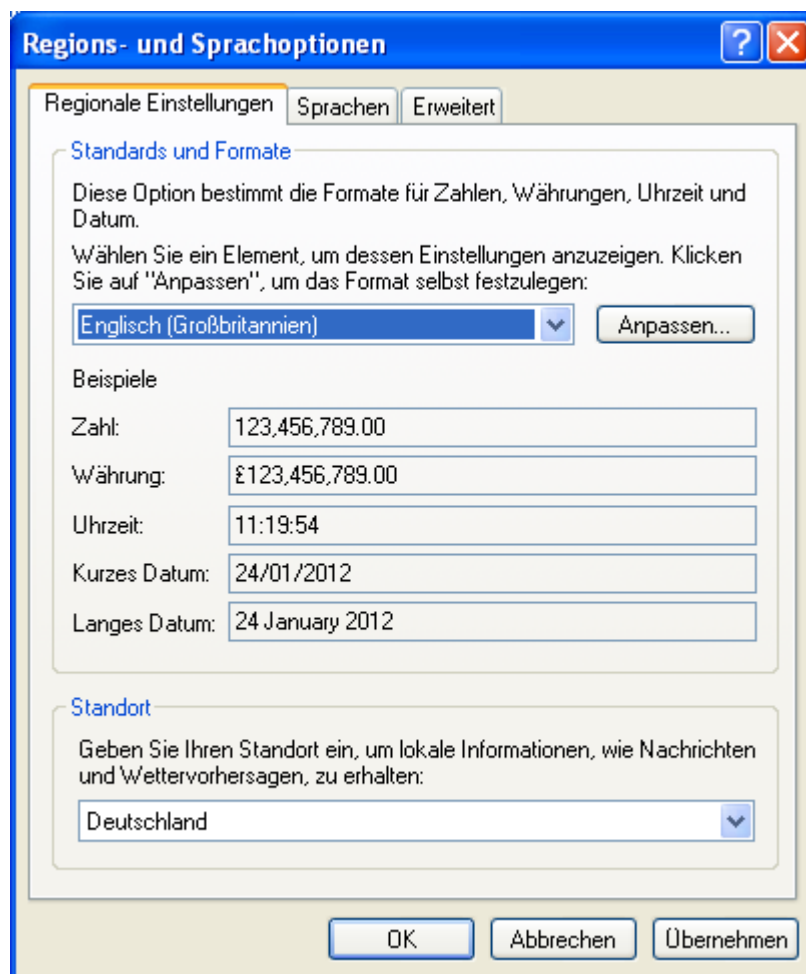 Regions- und Sprachoptionen
Regionale Einstellungen Sprachen Erweitert
Standards und Formate
Diese Option bestimmt die Formate für Zahlen, Währungen, Uhrzeit und
Datum.
Wählen Sie ein Element, um dessen Einstellungen anzuzeigen. Klicken
Sie auf "Anpassen", um das Format selbst festzulegen:
Englisch (Großbritannien) Anpassen...
Beispiele
Zahl: 123,456,789.00
Währung: £123,456,789.00
Uhrzeit: 11:19:54
Kurzes Datum: 24/01/2012
Langes Datum: 24 January 2012
Standort
Geben Sie Ihren Standort ein, um lokale Informationen, wie Nachrichten
und Wettervorhersagen, zu erhalten:
Deutschland
OK Abbrechen Übernehmen